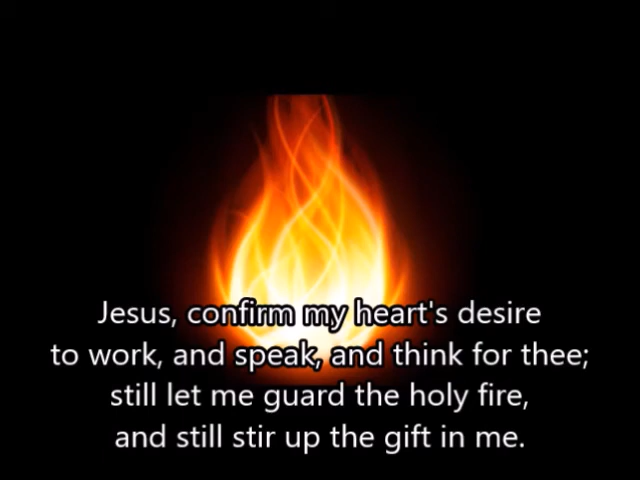 Jesus, confirm my heart's desire
to work, and speak, and think for thee;
still let me guard the holy fire,
and still stir up the gift in me.